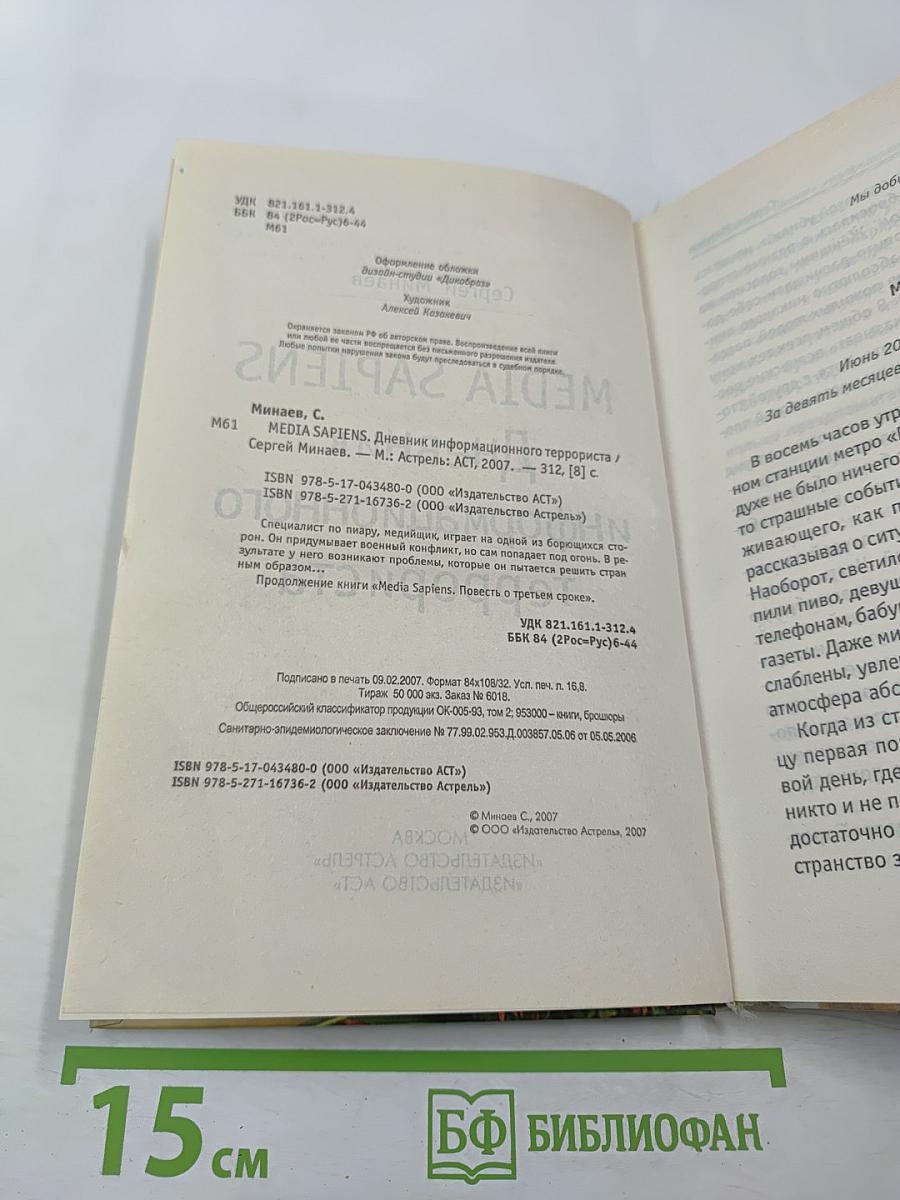 УДК 821.161.1-312.4
ББК 84 (2Рос=Рус)6-44
М61
Оформление обложки
дизайн-студии «Дикобраз»
Художник
Алексей Казакевич
Охраняется законом РФ об авторском праве. Воспроизведение всей книги
или любой ее части воспрещается без письменного разрешения издателя.
Любые попытки нарушения закона будут преследоваться в судебном порядке.
Минаев, С.
М61 MEDIA SAPIENS. Дневник информационного террориста /
Сергей Минаев. — М.: Астрель: АСТ, 2007. — 312, [8] с.
ISBN 978-5-17-043480-0 (ООО «Издательство АСТ»)
ISBN 978-5-271-16736-2 (ООО «Издательство Астрель»)
Специалист по пиару, медийщик, играет на одной из борющихся сто-
рон. Он придумывает военный конфликт, но сам попадает под огонь. В ре-
зультате у него возникают проблемы, которые он пытается решить стран
ным образом...
Продолжение книги «Media Sapiens. Повесть о третьем сроке».
УДК 821.161.1-312.4
ББК 84 (2Рос=Рус)6-44
Подписано в печать 09.02.2007. Формат 84х108/32. Усл. печ. л. 16,8.
Тираж 50 000 экз. Заказ № 6018.
Общероссийский классификатор продукции ОК-005-93, том 2; 953000 – книги, брошюры
Санитарно-эпидемиологическое заключение № 77.99.02.953.Д.003857.05.06 от 05.05.2006
ISBN 978-5-17-043480-0 (ООО «Издательство АСТ»)
ISBN 978-5-271-16736-2 (ООО «Издательство Астрель»)
© Минаев С., 2007
© ООО «Издательство Астрель», 2007
Мы
Июнь 20
За девять месяцев
В восемь часов утр
ном станции метро «
духе не было ничего
то страшные событи
живающего, как п
рассказывая о ситу
Наоборот, светило
пили пиво, девуш
телефонам, бабу
газеты. Даже ми
слаблены, увле
атмосфера абс
Когда из ст
цу первая по
вой день, где
никто и не п
достаточно
странство з
15 см
БФ БИБЛИОФАН